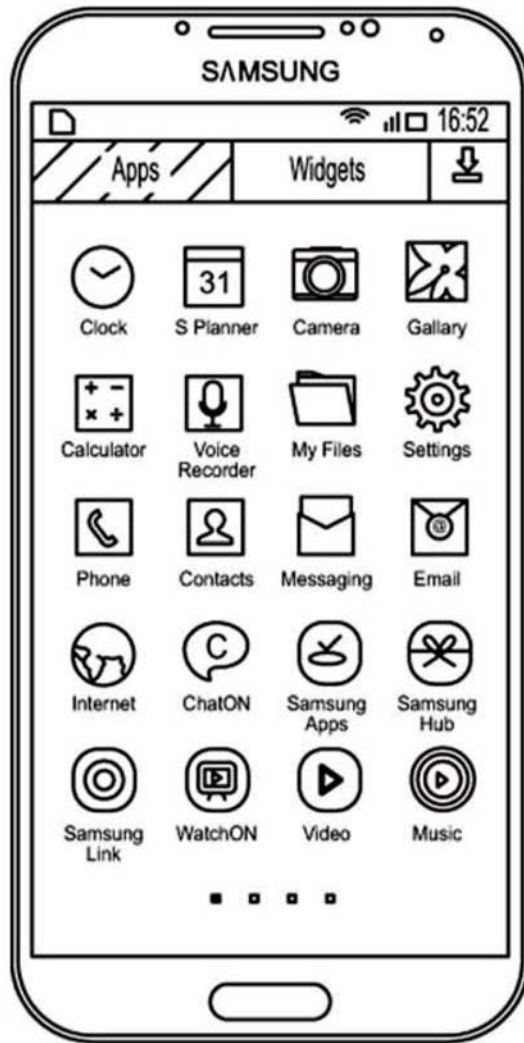 SAMSUNG
16:52
Apps Widgets
31
Clock S Planner Camera Gallary
Calculator Voice Recorder My Files Settings
@
Phone Contacts Messaging Email
C
Internet ChatON Samsung Apps Samsung Hub
Samsung Link WatchON Video Music